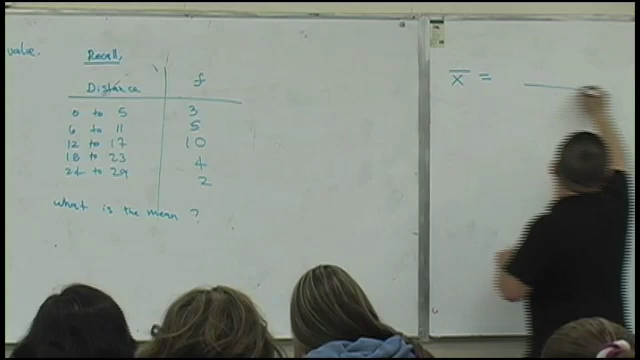 value.
Recall,
Distance f
0 to 5 3
6 to 11 5
12 to 17 10
18 to 23 4
24 to 29 2
what is the mean ?
x̄ =